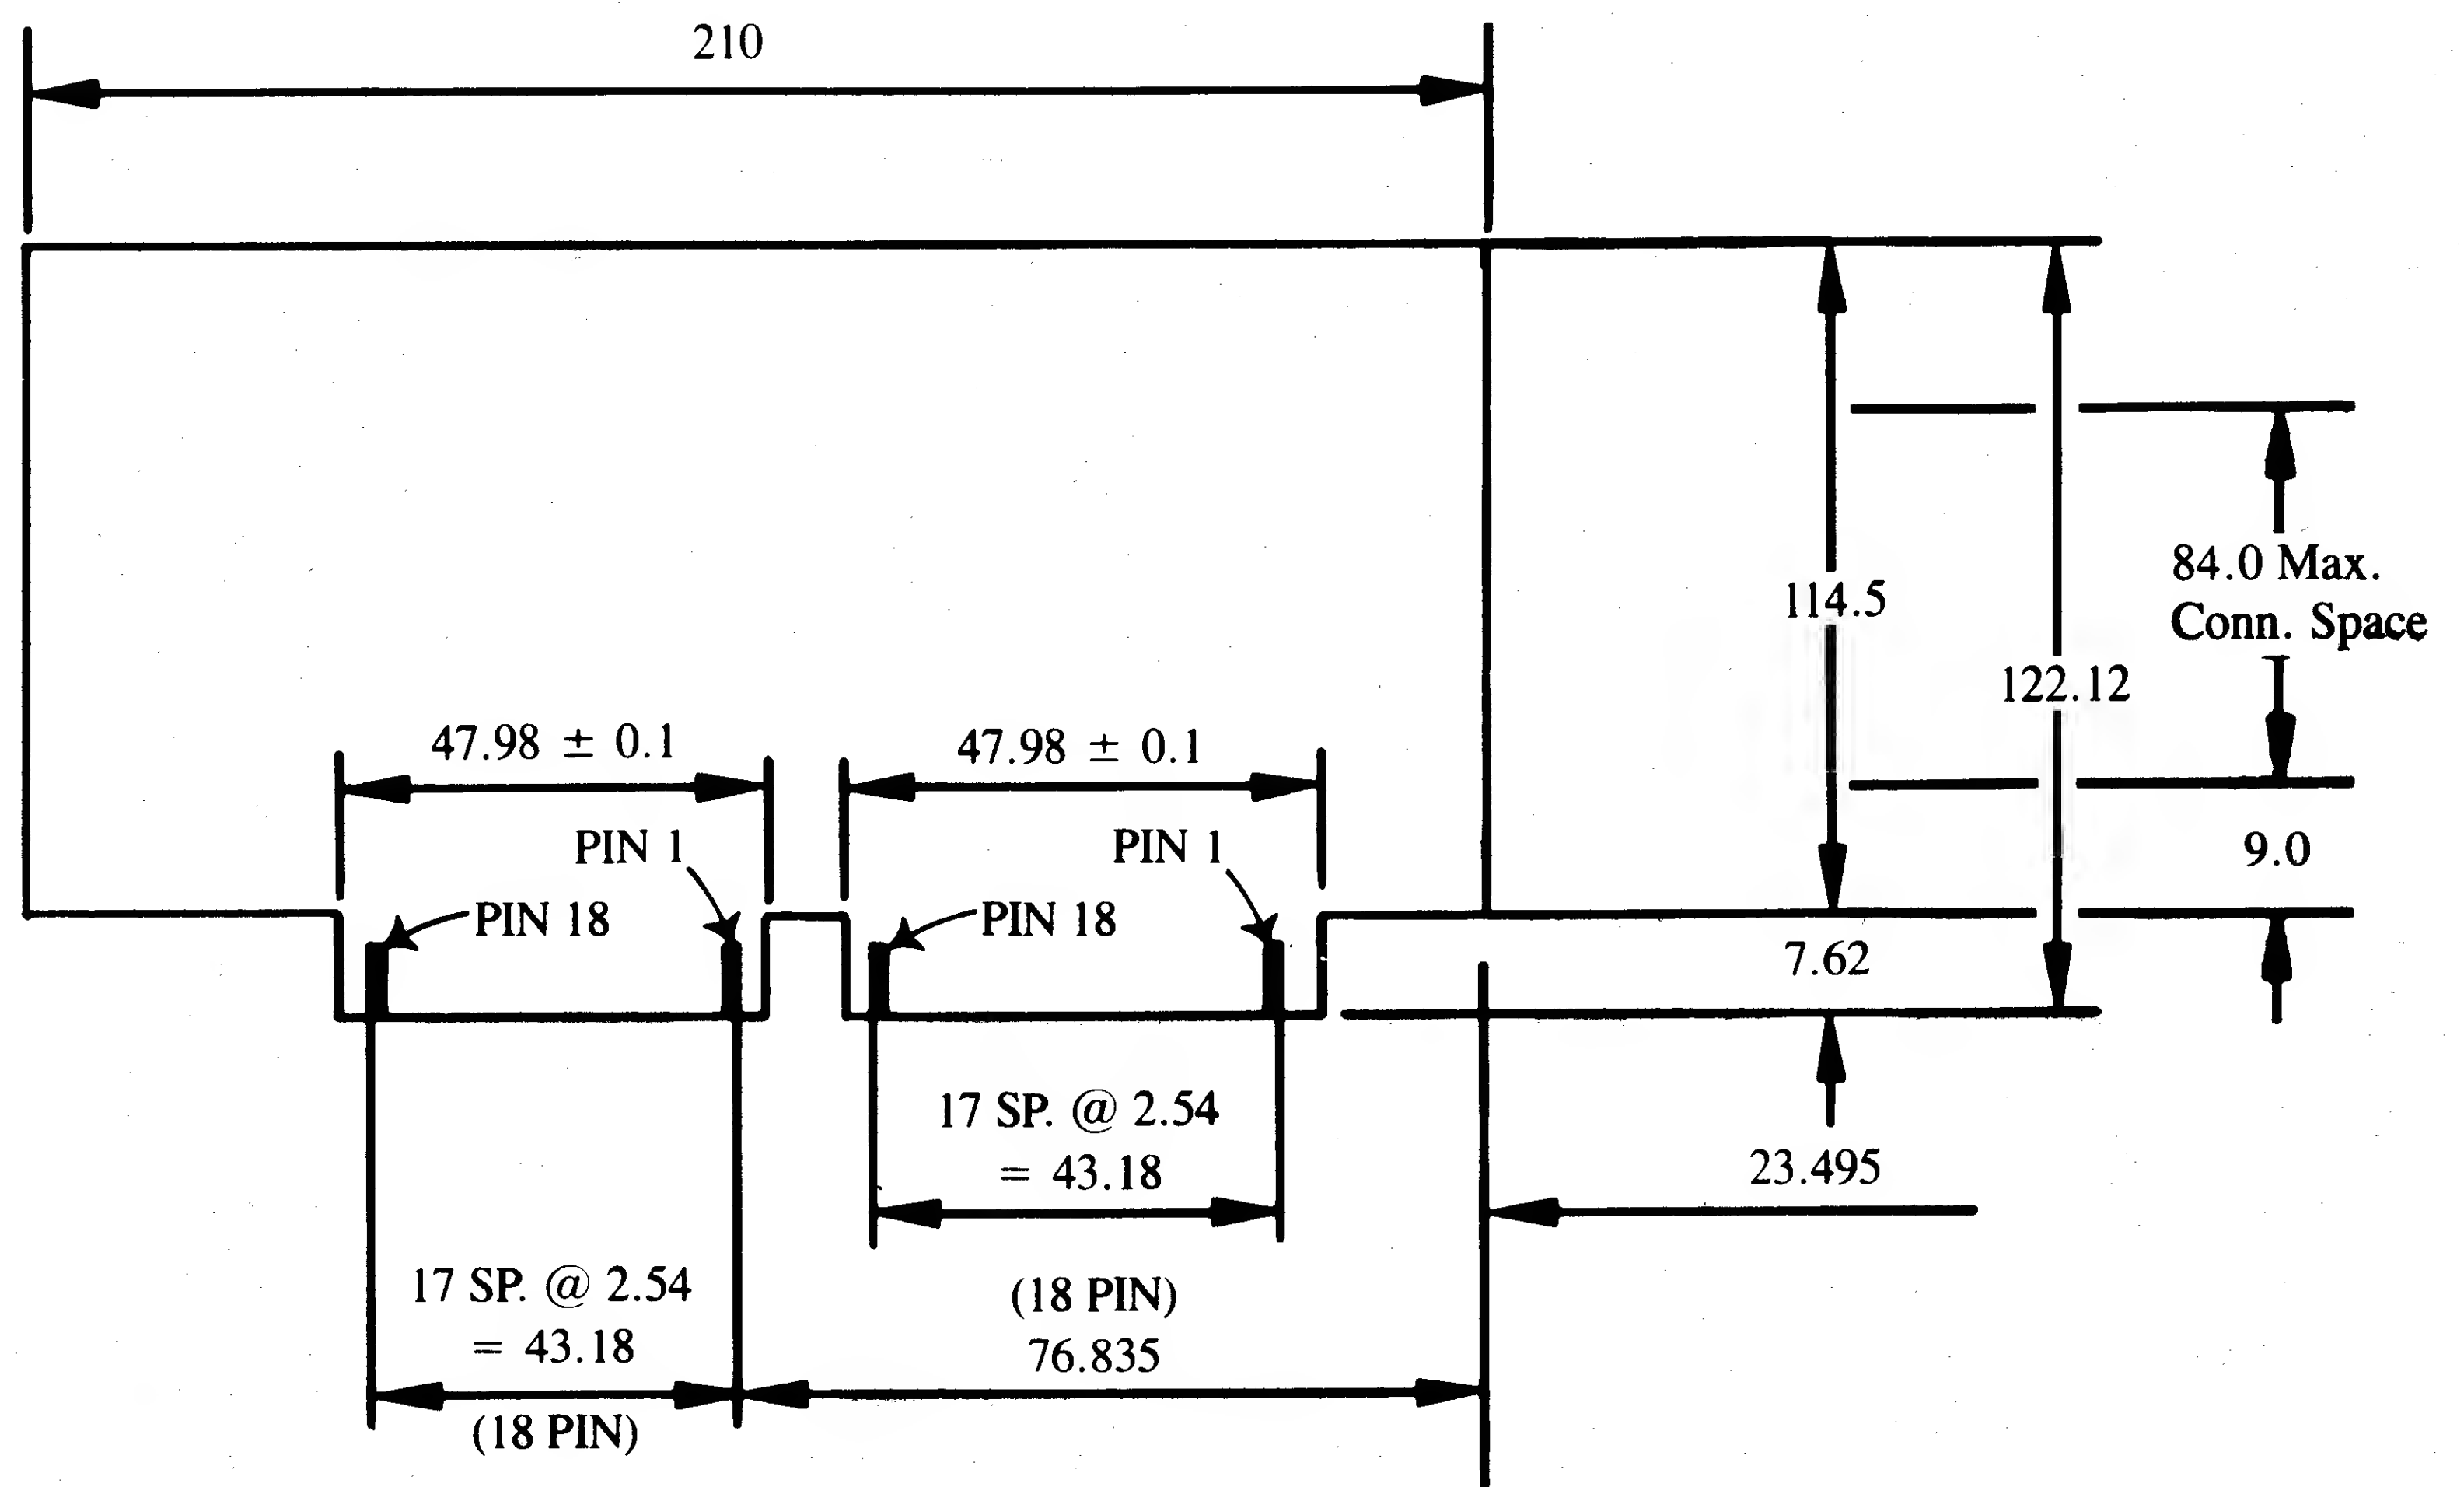 210
84.0 Max.
Conn. Space
114.5
122.12
47.98 ± 0.1
47.98 ± 0.1
PIN 1
PIN 1
9.0
PIN 18
PIN 18
7.62
17 SP. @ 2.54
= 43.18
23.495
17 SP. @ 2.54
= 43.18
(18 PIN)
(18 PIN)
76.835